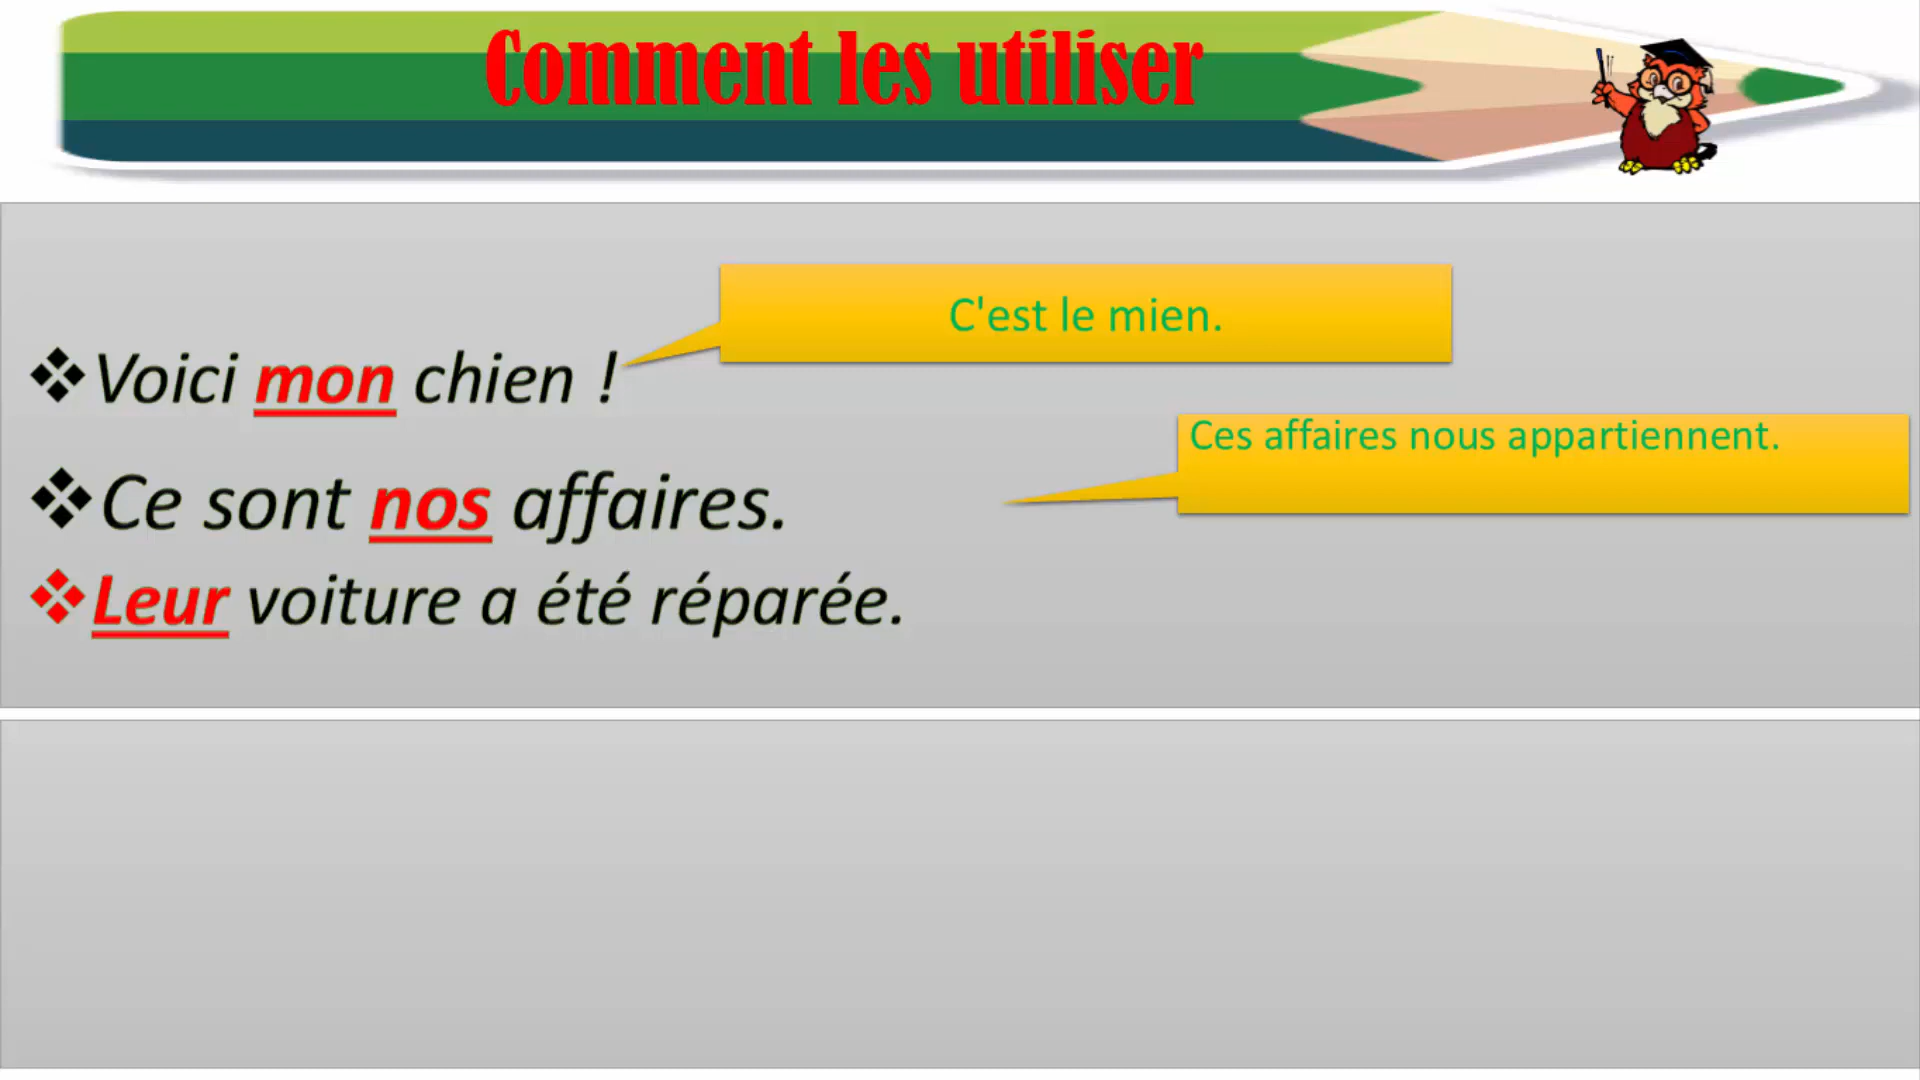 Comment les utiliser
C'est le mien.
❖Voici mon chien !
Ces affaires nous appartiennent.
❖Ce sont nos affaires.
❖Leur voiture a été réparée.